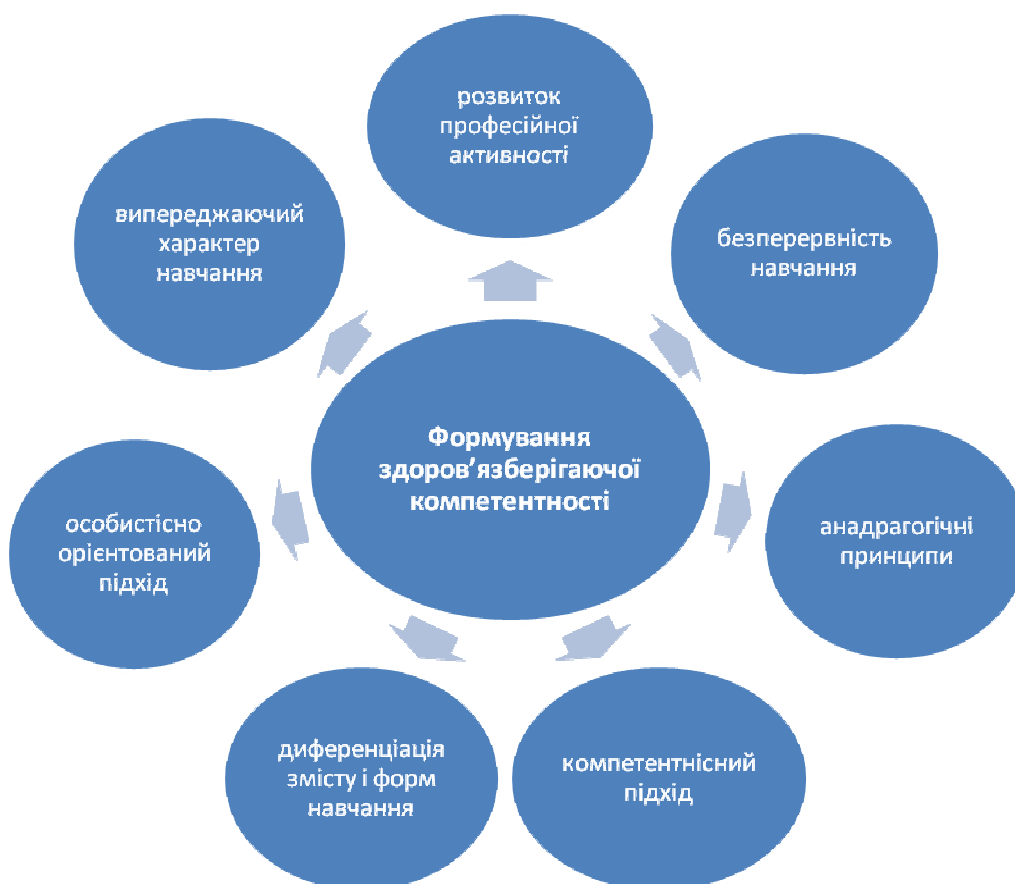 розвиток
професійної
активності
випереджаючий
характер
навчання
безперервність
навчання
Формування
здоров’язберігаючої
компетентності
особистісно
орієнтований
підхід
анадрагогічні
принципи
диференціація
змісту і форм
навчання
компетентнісний
підхід